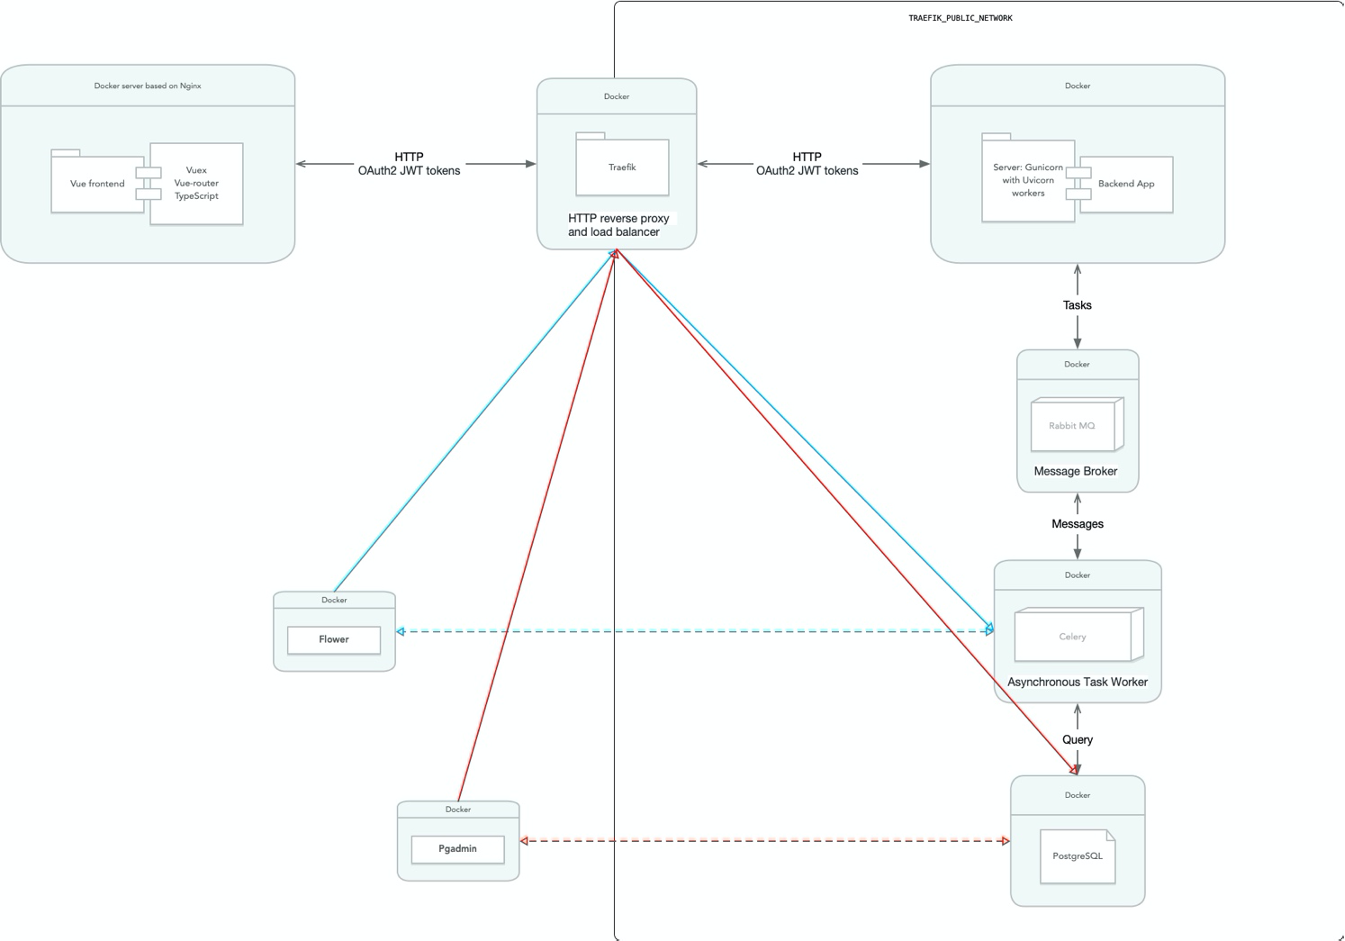 TRAEFIK_PUBLIC_NETWORK
Docker server based on Nginx
Vue frontend
Vuex
Vue-router
TypeScript
HTTP
OAuth2 JWT tokens
Docker
Traefik
HTTP reverse proxy
and load balancer
HTTP
OAuth2 JWT tokens
Docker
Server: Gunicorn
with Uvicorn
workers
Backend App
Tasks
Docker
Rabbit MQ
Message Broker
Messages
Docker
Celery
Asynchronous Task Worker
Docker
Flower
Query
Docker
Pgadmin
Docker
PostgreSQL